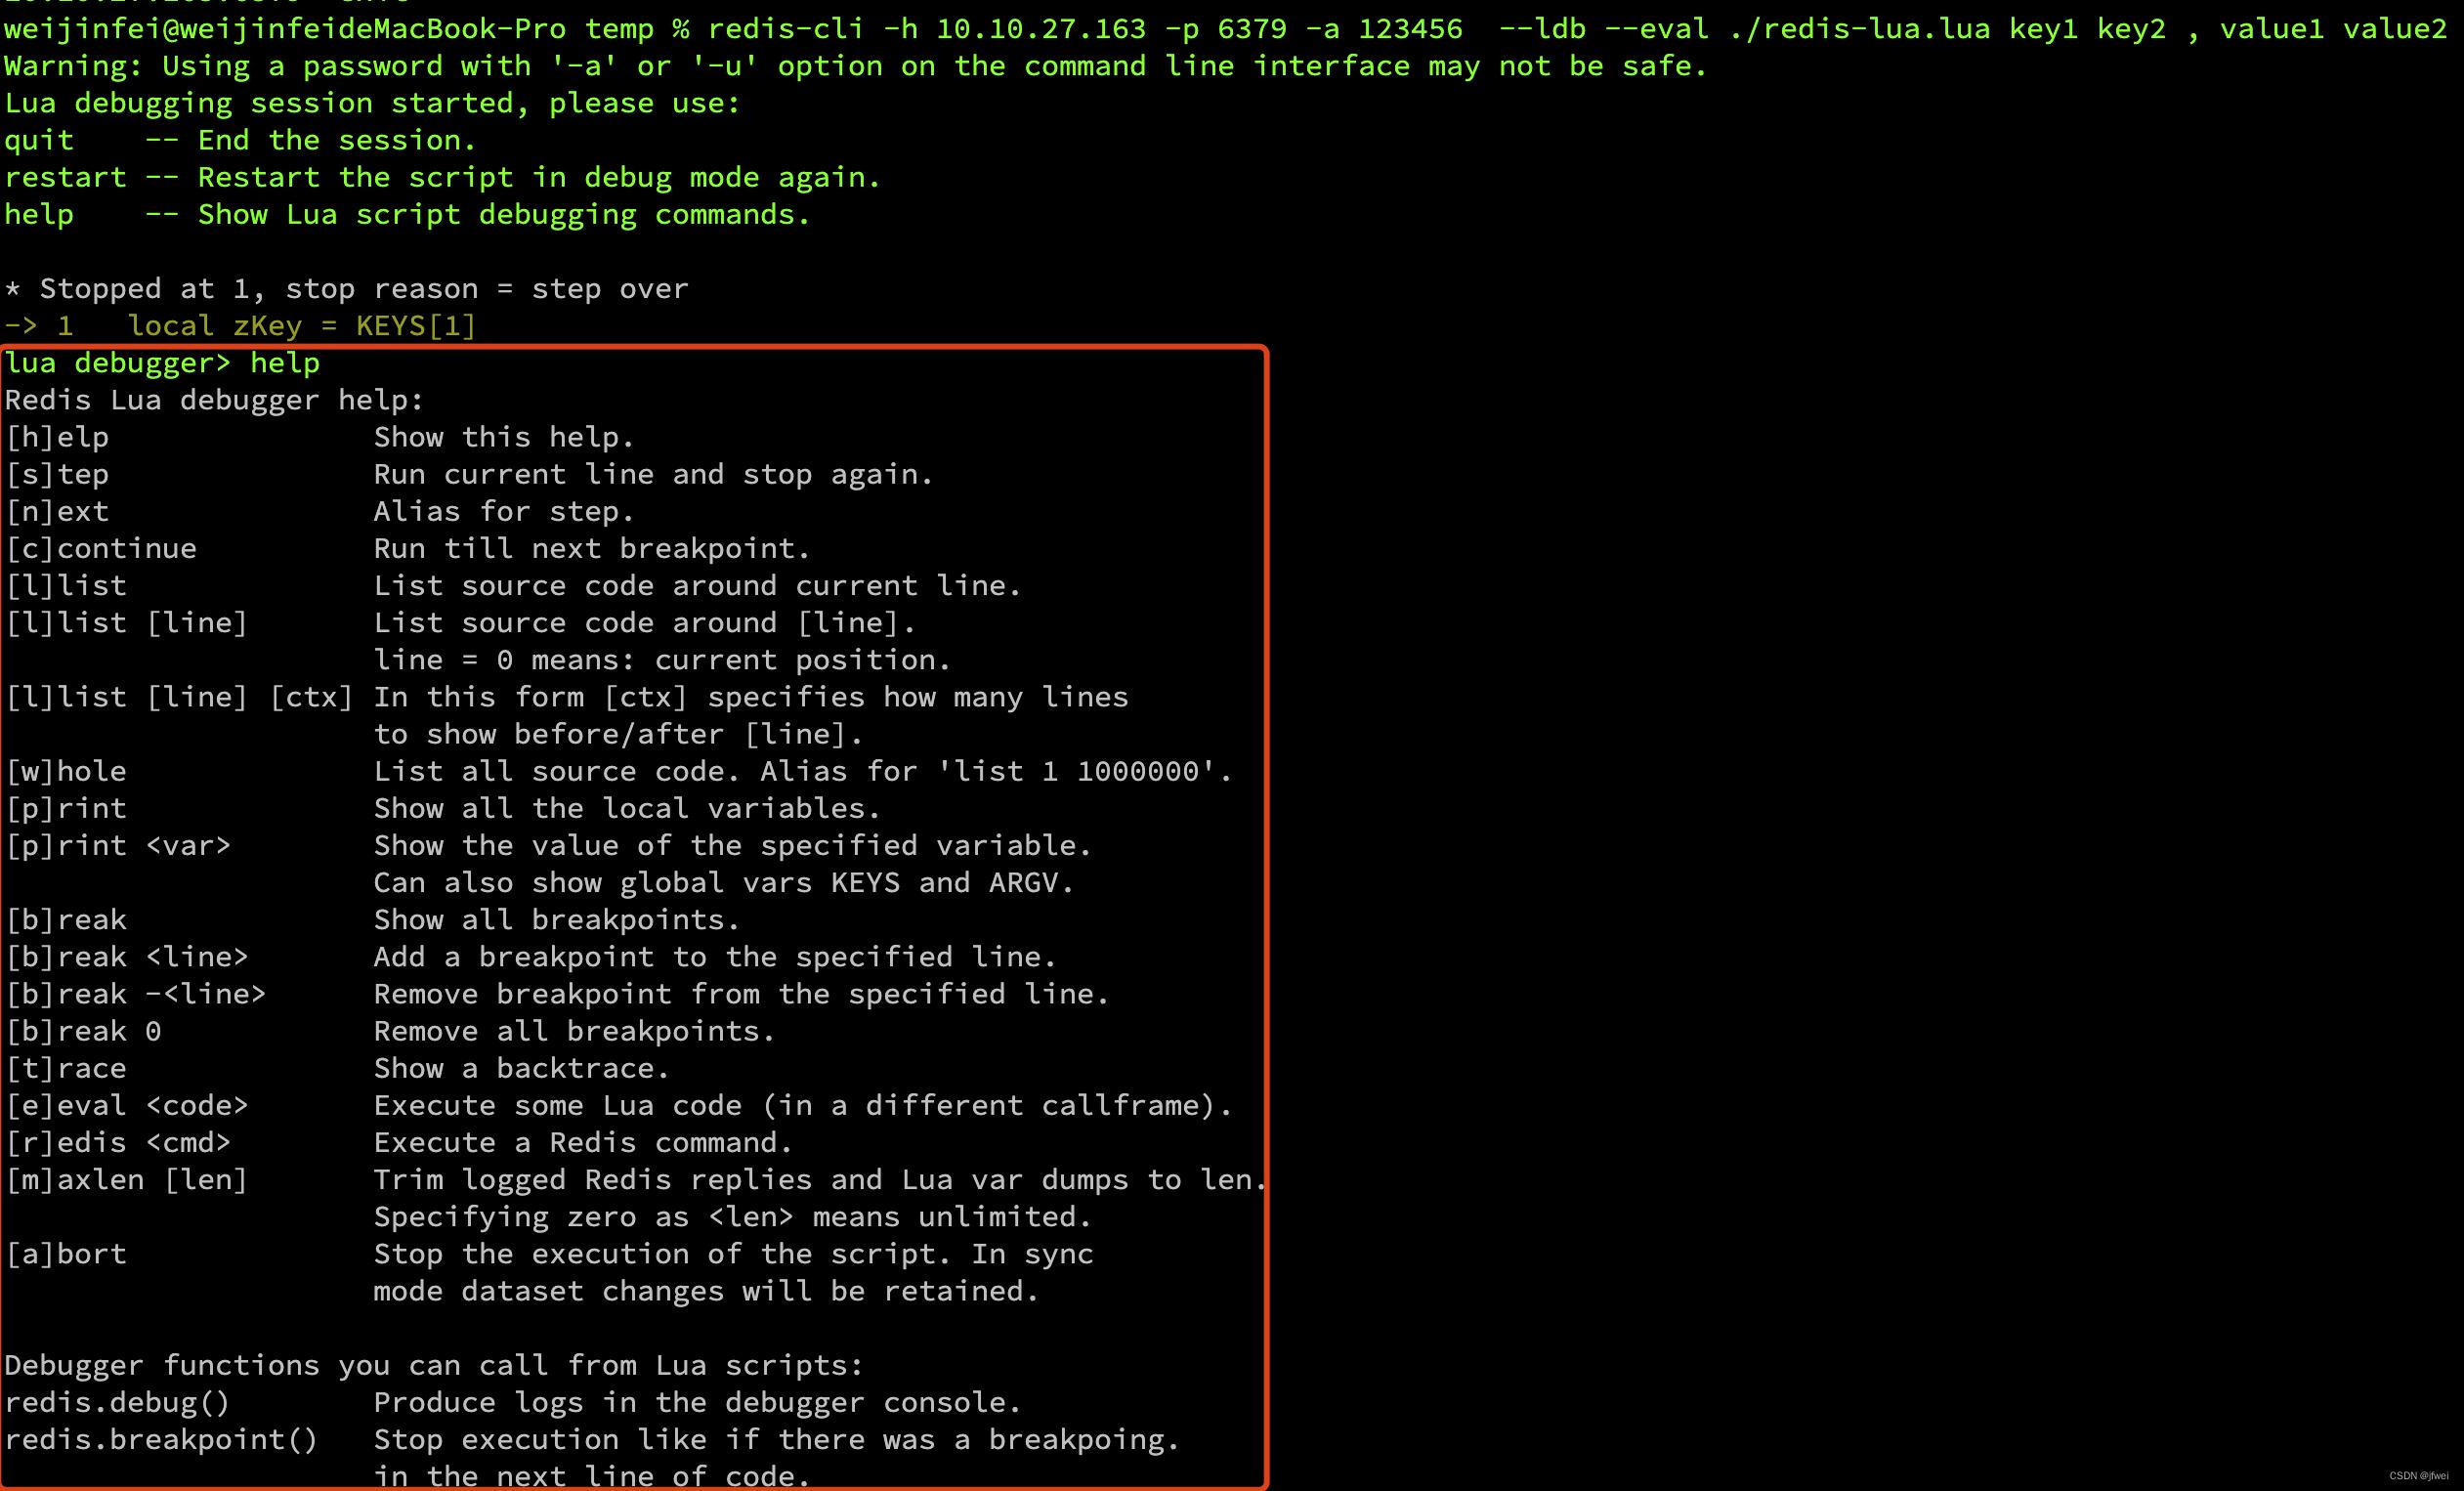 weijinfei@weijinfeideMacBook-Pro temp % redis-cli -h 10.10.27.163 -p 6379 -a 123456  --ldb --eval ./redis-lua.lua key1 key2 , value1 value2
Warning: Using a password with '-a' or '-u' option on the command line interface may not be safe.
Lua debugging session started, please use:
quit    -- End the session.
restart -- Restart the script in debug mode again.
help    -- Show Lua script debugging commands.
* Stopped at 1, stop reason = step over
-> 1   local zKey = KEYS[1]
lua debugger> help
Redis Lua debugger help:
[h]elp               Show this help.
[s]tep               Run current line and stop again.
[n]ext               Alias for step.
[c]continue          Run till next breakpoint.
[l]list              List source code around current line.
[l]list [line]       List source code around [line].
                     line = 0 means: current position.
[l]list [line] [ctx] In this form [ctx] specifies how many lines
                     to show before/after [line].
[w]hole              List all source code. Alias for 'list 1 1000000'.
[p]rint              Show all the local variables.
[p]rint <var>        Show the value of the specified variable.
                     Can also show global vars KEYS and ARGV.
[b]reak              Show all breakpoints.
[b]reak <line>       Add a breakpoint to the specified line.
[b]reak -<line>      Remove breakpoint from the specified line.
[b]reak 0            Remove all breakpoints.
[t]race              Show a backtrace.
[e]eval <code>       Execute some Lua code (in a different callframe).
[r]edis <cmd>        Execute a Redis command.
[m]axlen [len]       Trim logged Redis replies and Lua var dumps to len.
                     Specifying zero as <len> means unlimited.
[a]bort              Stop the execution of the script. In sync
                     mode dataset changes will be retained.
Debugger functions you can call from Lua scripts:
redis.debug()        Produce logs in the debugger console.
redis.breakpoint()   Stop execution like if there was a breakpoing.
                     in the next line of code.
CSDN @jfwei